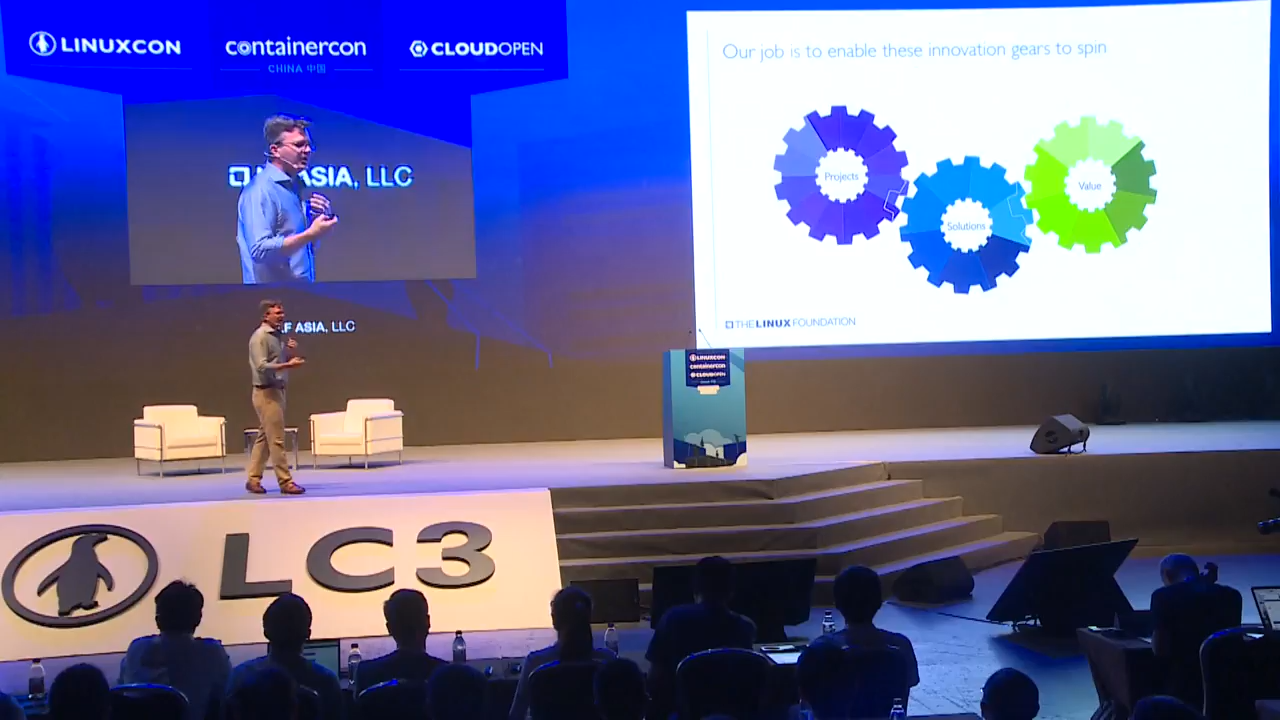 LINUXCON
containercon
CHINA 中国
CLOUDOPEN
ASIA, LLC
LF ASIA, LLC
Our job is to enable these innovation gears to spin
Projects
Solutions
Value
THE LINUX FOUNDATION
LINUXCON
containercon
CLOUDOPEN
LC3